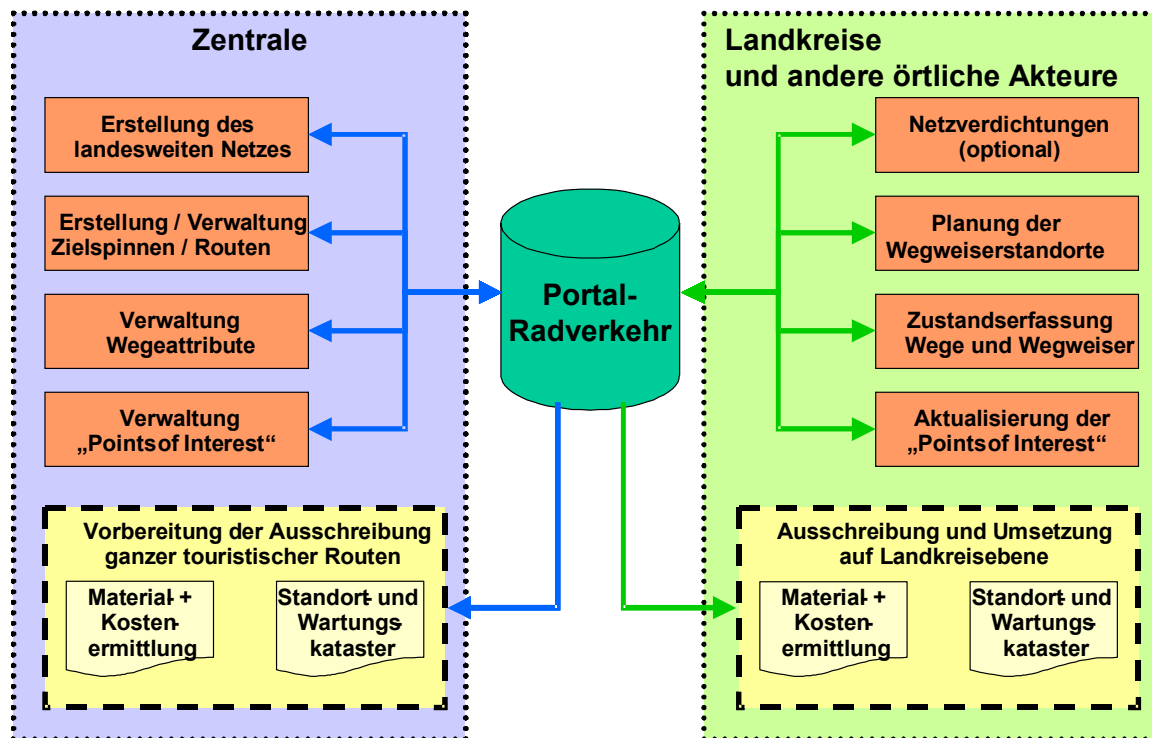 Zentrale
Erstellung des
landesweiten Netzes
Erstellung / Verwaltung
Zielspinnen / Routen
Verwaltung
Wegeattribute
Verwaltung
„Pointsof Interest“
Vorbereitung der Ausschreibung
ganzer touristischer Routen
Material- +
Kosten-
ermittlung
Standort- und
Wartungs-
kataster
Portal-
Radverkehr
Landkreise
und andere örtliche Akteure
Netzverdichtungen
(optional)
Planung der
Wegweiserstandorte
Zustandserfassung
Wege und Wegweiser
Aktualisierung der
„Pointsof Interest“
Ausschreibung und Umsetzung
auf Landkreisebene
Material- +
Kosten-
ermittlung
Standort- und
Wartungs-
kataster